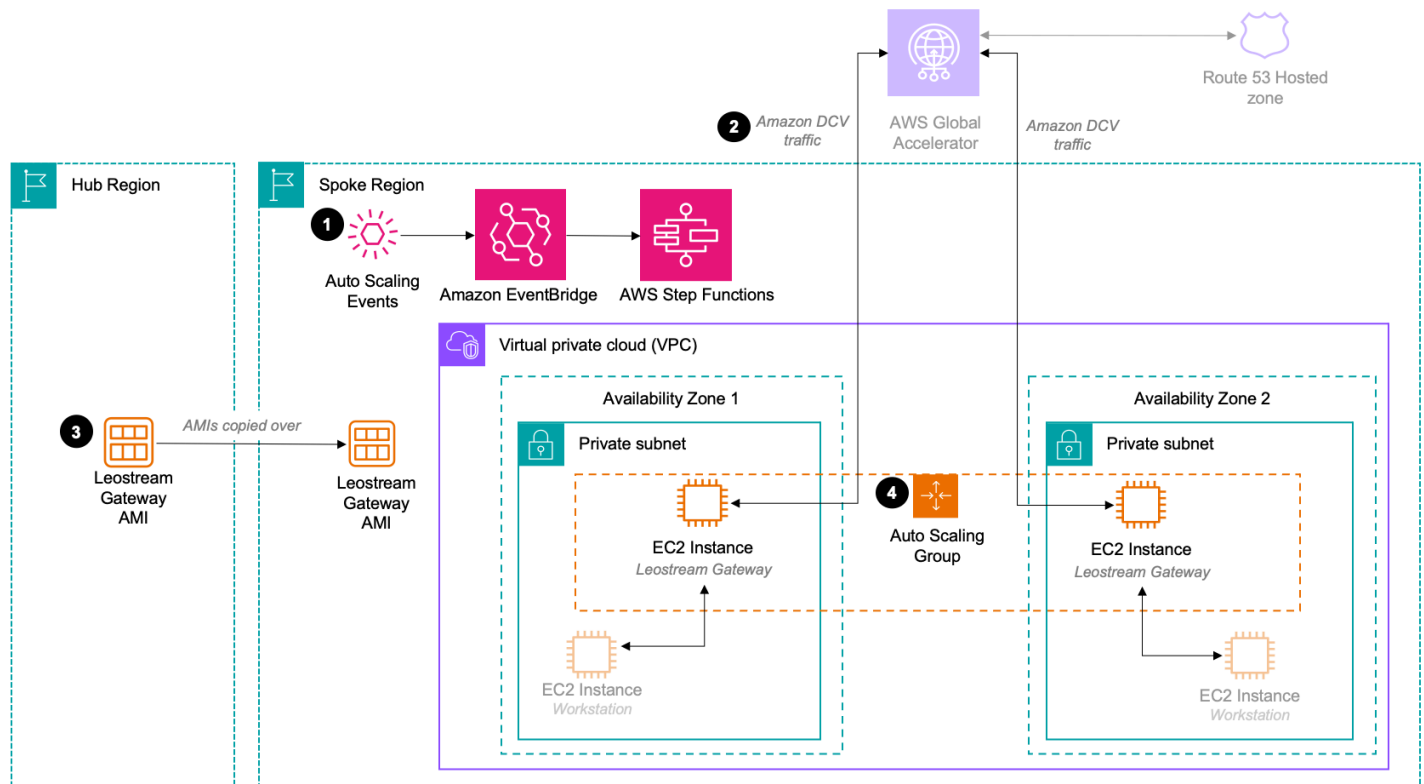 Route 53 Hosted
zone
AWS Global
Accelerator
2
Amazon DCV
traffic
Amazon DCV
traffic
Hub Region
Spoke Region
1
Auto Scaling
Events
Amazon EventBridge
AWS Step Functions
Virtual private cloud (VPC)
Availability Zone 1
Availability Zone 2
3
AMIs copied over
Leostream
Gateway
AMI
Leostream
Gateway
AMI
Private subnet
Private subnet
4
Auto Scaling
Group
EC2 Instance
Leostream Gateway
EC2 Instance
Leostream Gateway
EC2 Instance
Workstation
EC2 Instance
Workstation